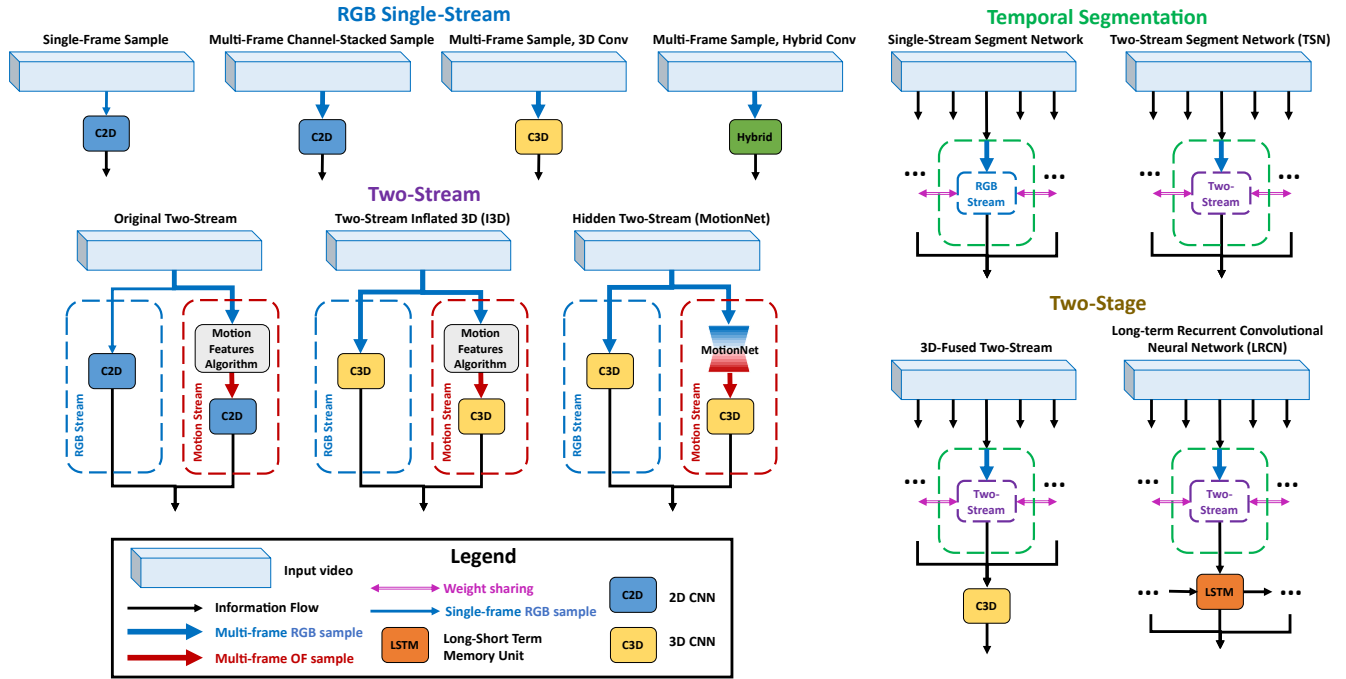 RGB Single-Stream
Single-Frame Sample
Multi-Frame Channel-Stacked Sample
Multi-Frame Sample, 3D Conv
Multi-Frame Sample, Hybrid Conv
C2D
C2D
C3D
Hybrid
Two-Stream
Original Two-Stream
Two-Stream Inflated 3D (I3D)
Hidden Two-Stream (MotionNet)
RGB Stream
C2D
Motion Stream
Motion
Features
Algorithm
C2D
RGB Stream
C3D
Motion Stream
Motion
Features
Algorithm
C3D
RGB Stream
C3D
Motion Stream
MotionNet
C3D
Temporal Segmentation
Single-Stream Segment Network
Two-Stream Segment Network (TSN)
...
RGB
Stream
...
...
Two-
Stream
...
Two-Stage
3D-Fused Two-Stream
Long-term Recurrent Convolutional
Neural Network (LRCN)
...
Two-
Stream
...
C3D
...
Two-
Stream
...
...
LSTM
...
Legend
Input video
Information Flow
Multi-frame RGB sample
Multi-frame OF sample
Weight sharing
Single-frame RGB sample
LSTM
Long-Short Term
Memory Unit
C2D
2D CNN
C3D
3D CNN